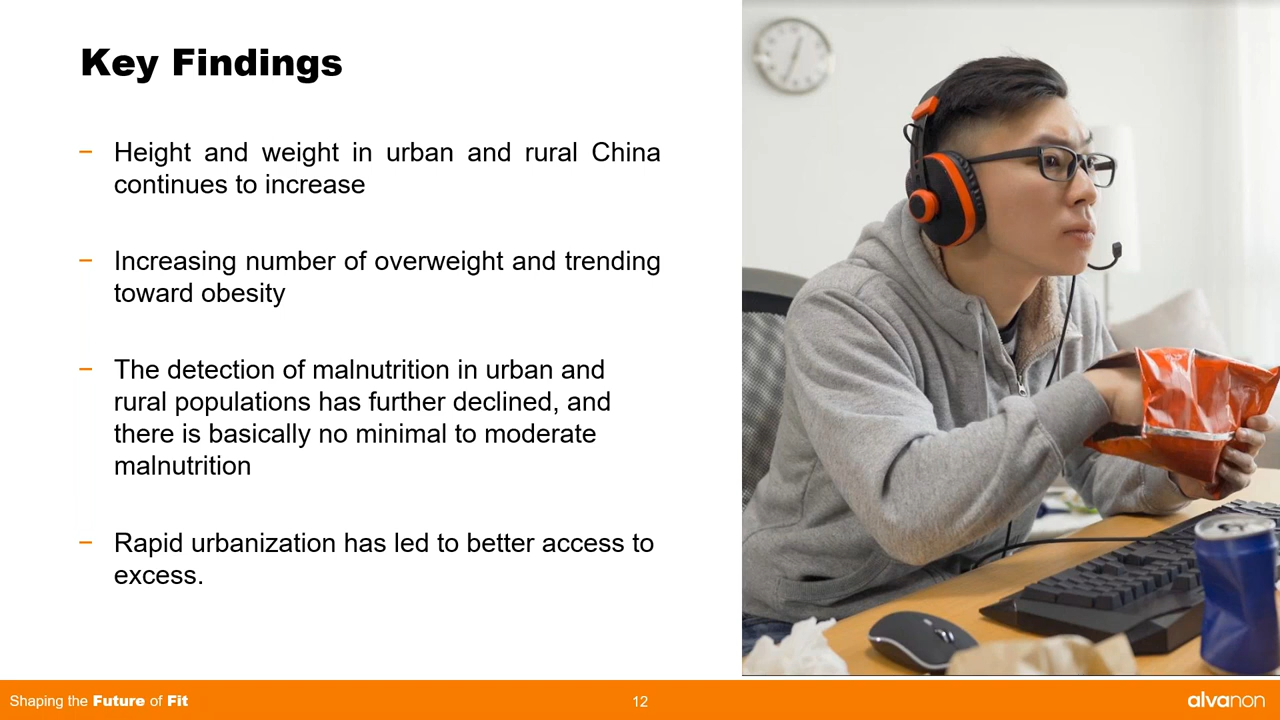 Key Findings
− Height and weight in urban and rural China
continues to increase
− Increasing number of overweight and trending
toward obesity
− The detection of malnutrition in urban and
rural populations has further declined, and
there is basically no minimal to moderate
malnutrition
− Rapid urbanization has led to better access to
excess.
Shaping the Future of Fit
12
alvanon